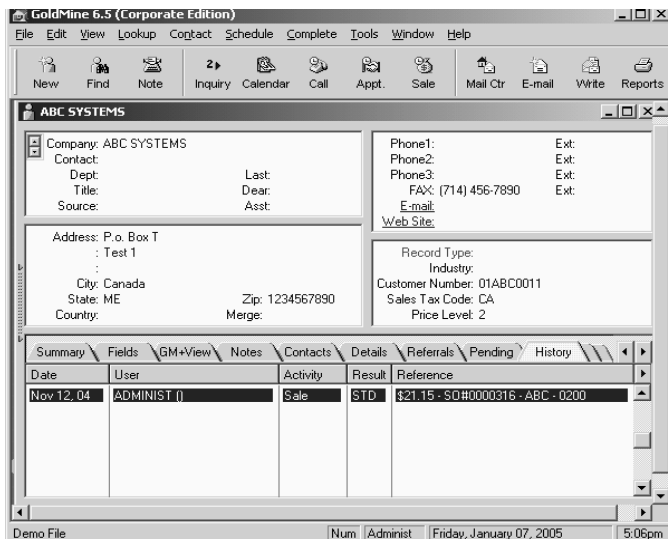 GoldMine 6.5 (Corporate Edition)
File Edit View Lookup Contact Schedule Complete Tools Window Help
New Find Note Inquiry Calendar Call Appt. Sale Mail Ctr E-mail Write Reports
ABC SYSTEMS
Company: ABC SYSTEMS
Contact:
Dept: Last:
Title: Dear:
Source: Asst:
Phone1: Ext:
Phone2: Ext:
Phone3: Ext:
FAX: (714) 456-7890 Ext:
E-mail:
Web Site:
Address: P.o. Box T
: Test 1
:
City: Canada
State: ME Zip: 1234567890
Country: Merge:
Record Type:
Industry:
Customer Number: 01ABC0011
Sales Tax Code: CA
Price Level: 2
Summary Fields GM+View Notes Contacts Details Referrals Pending History
Date User Activity Result Reference
Nov 12, 04 ADMINIST () Sale STD $21.15 - SO#0000316 - ABC - 0200
Demo File Num Administ Friday, January 07, 2005 5:06pm